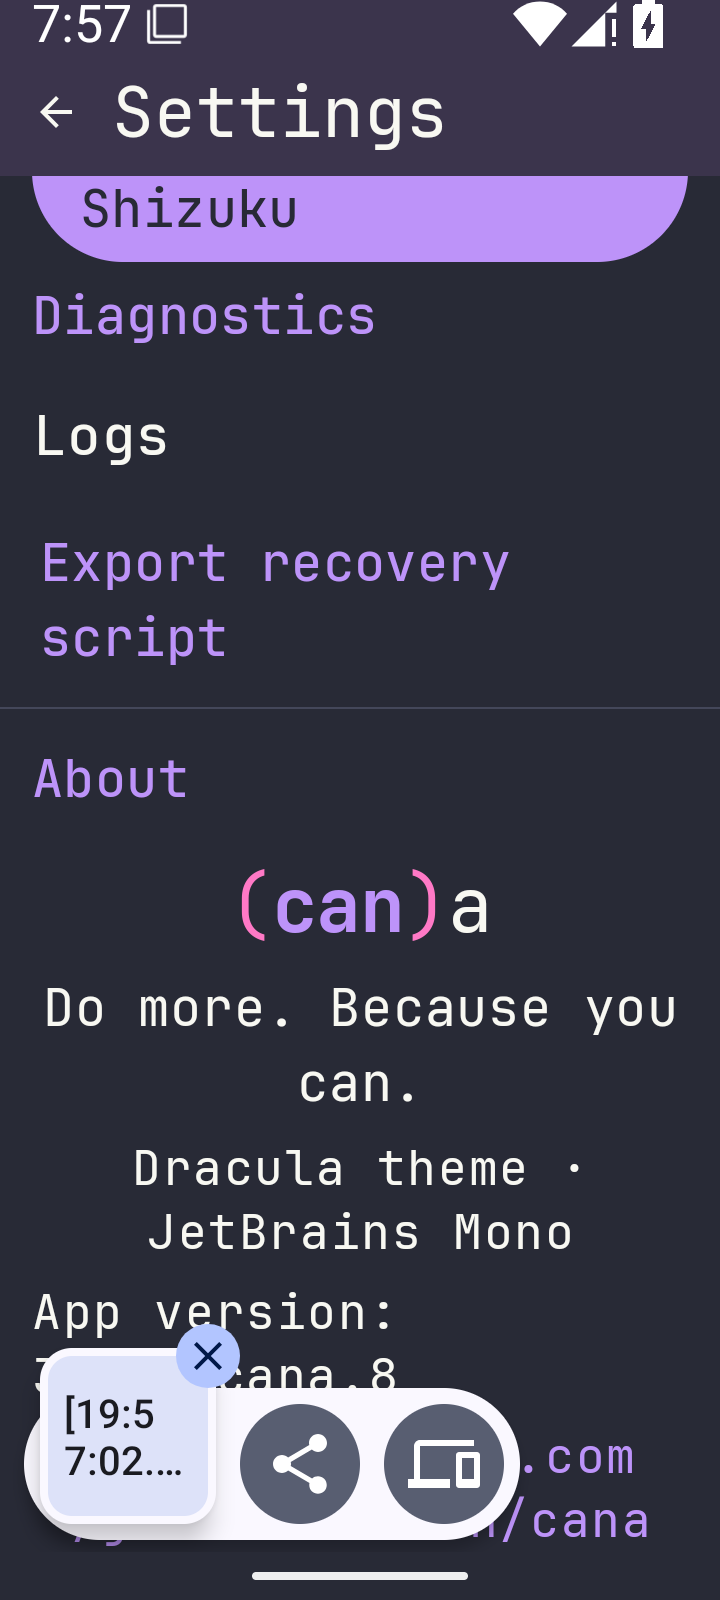 7:57
Settings
Shizuku
Diagnostics
Logs
Export recovery
script
About
(can)a
Do more. Because you
can.
Dracula theme ·
JetBrains Mono
App version:
cana.8
[19:5
7:02.…
.com
/cana